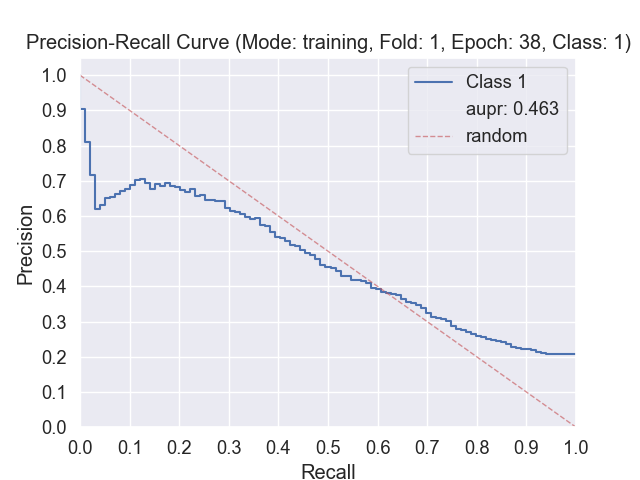 Precision-Recall Curve (Mode: training, Fold: 1, Epoch: 38, Class: 1)
1.0
0.9
0.8
0.7
0.6
0.5
0.4
0.3
0.2
0.1
0.0
Precision
Class 1
aupr: 0.463
random
0.0 0.1 0.2 0.3 0.4 0.5 0.6 0.7 0.8 0.9 1.0
Recall